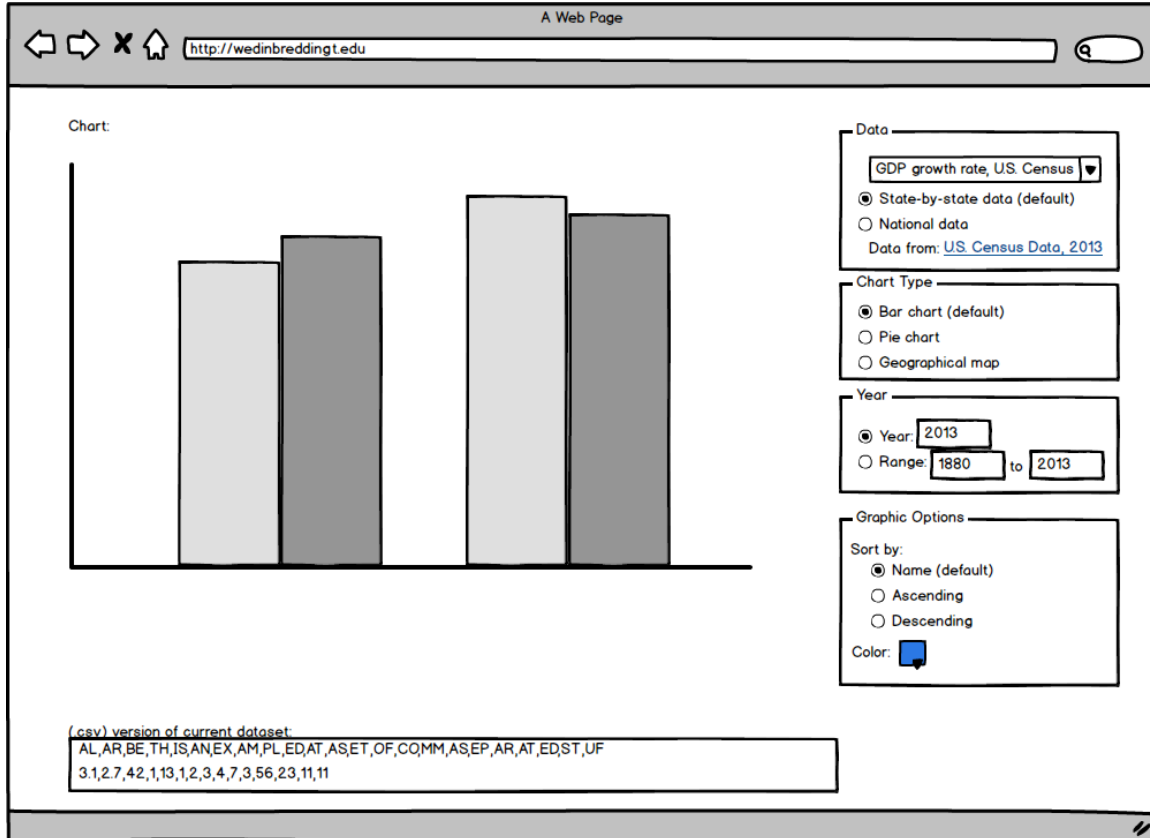 A Web Page
http://wedinbreddingt.edu
Chart:
Data
GDP growth rate, U.S. Census
State-by-state data (default)
National data
Data from: U.S. Census Data, 2013
Chart Type
Bar chart (default)
Pie chart
Geographical map
Year
Year: 2013
Range: 1880 to 2013
Graphic Options
Sort by:
Name (default)
Ascending
Descending
Color:
(.csv) version of current dataset:
AL,AR,BE,TH,IS,AN,EX,AM,PL,ED,AT,AS,ET,OF,CO,MM,AS,EP,AR,AT,ED,ST,UF
3.1,2.7,42,1,13,1,2,3,4,7,3,56,23,11,11